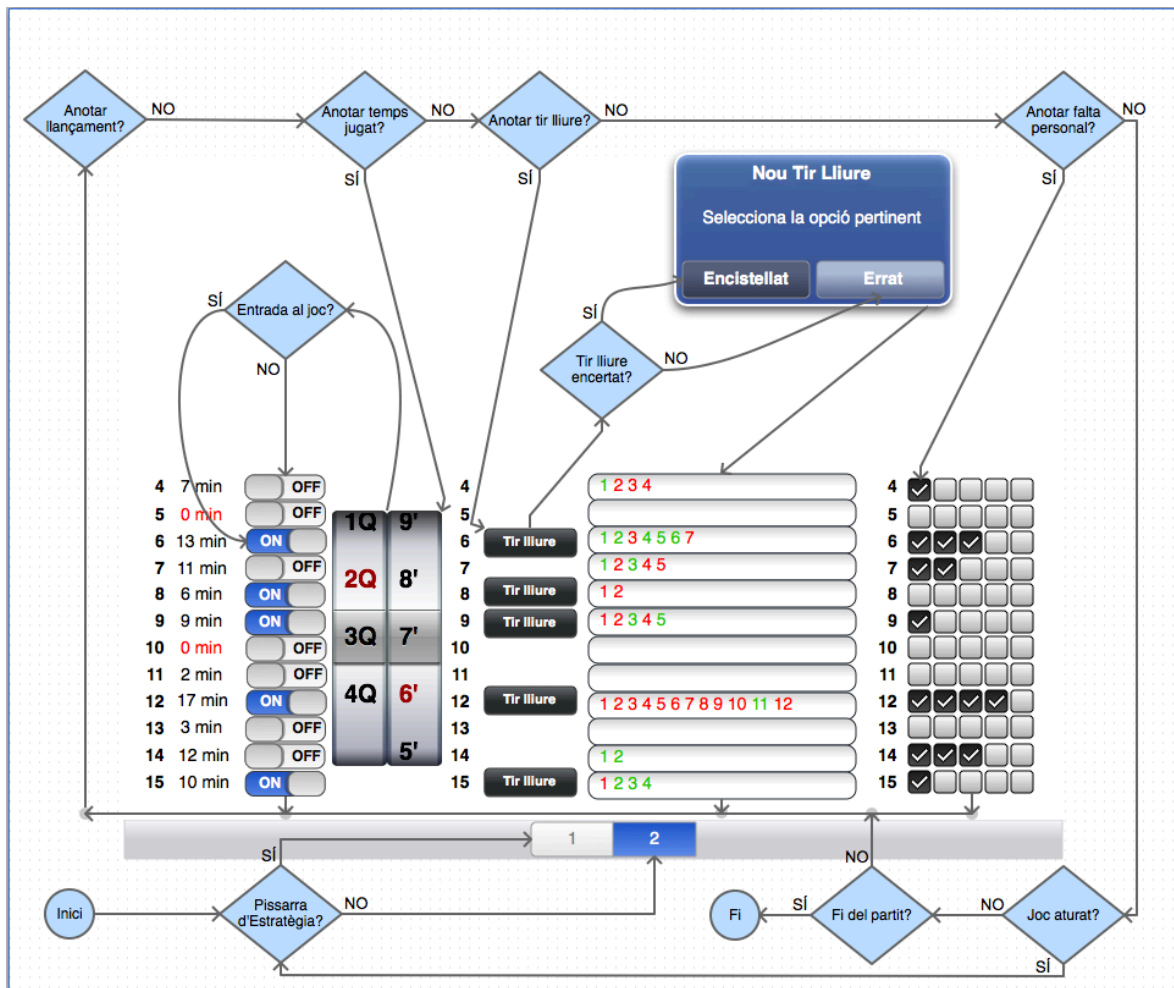 Anotar
llançament?
NO
Anotar temps
jugat?
NO
Anotar tir lliure?
NO
Anotar falta
personal?
NO
SÍ
SÍ
SÍ
Nou Tir Lliure
Selecciona la opció pertinent
Encistellat
Errat
SÍ
Entrada al joc?
NO
SÍ
Tir lliure
encertat?
NO
4 7 min OFF
5 0 min OFF
6 13 min ON
7 11 min OFF
8 6 min ON
9 9 min ON
10 0 min OFF
11 2 min OFF
12 17 min ON
13 3 min OFF
14 12 min OFF
15 10 min ON
1Q 9'
2Q 8'
3Q 7'
4Q 6'
5'
4 1 2 3 4
5
6 Tir lliure 1 2 3 4 5 6 7
7 1 2 3 4 5
8 Tir lliure 1 2
9 Tir lliure 1 2 3 4 5
10
11
12 Tir lliure 1 2 3 4 5 6 7 8 9 10 11 12
13
14 1 2
15 Tir lliure 1 2 3 4
4
5
6
7
8
9
10
11
12
13
14
15
1 2
SÍ
NO
Inici
Pissarra
d'Estratègia?
NO
Fi
SÍ
Fi del partit?
NO
Joc aturat?
SÍ